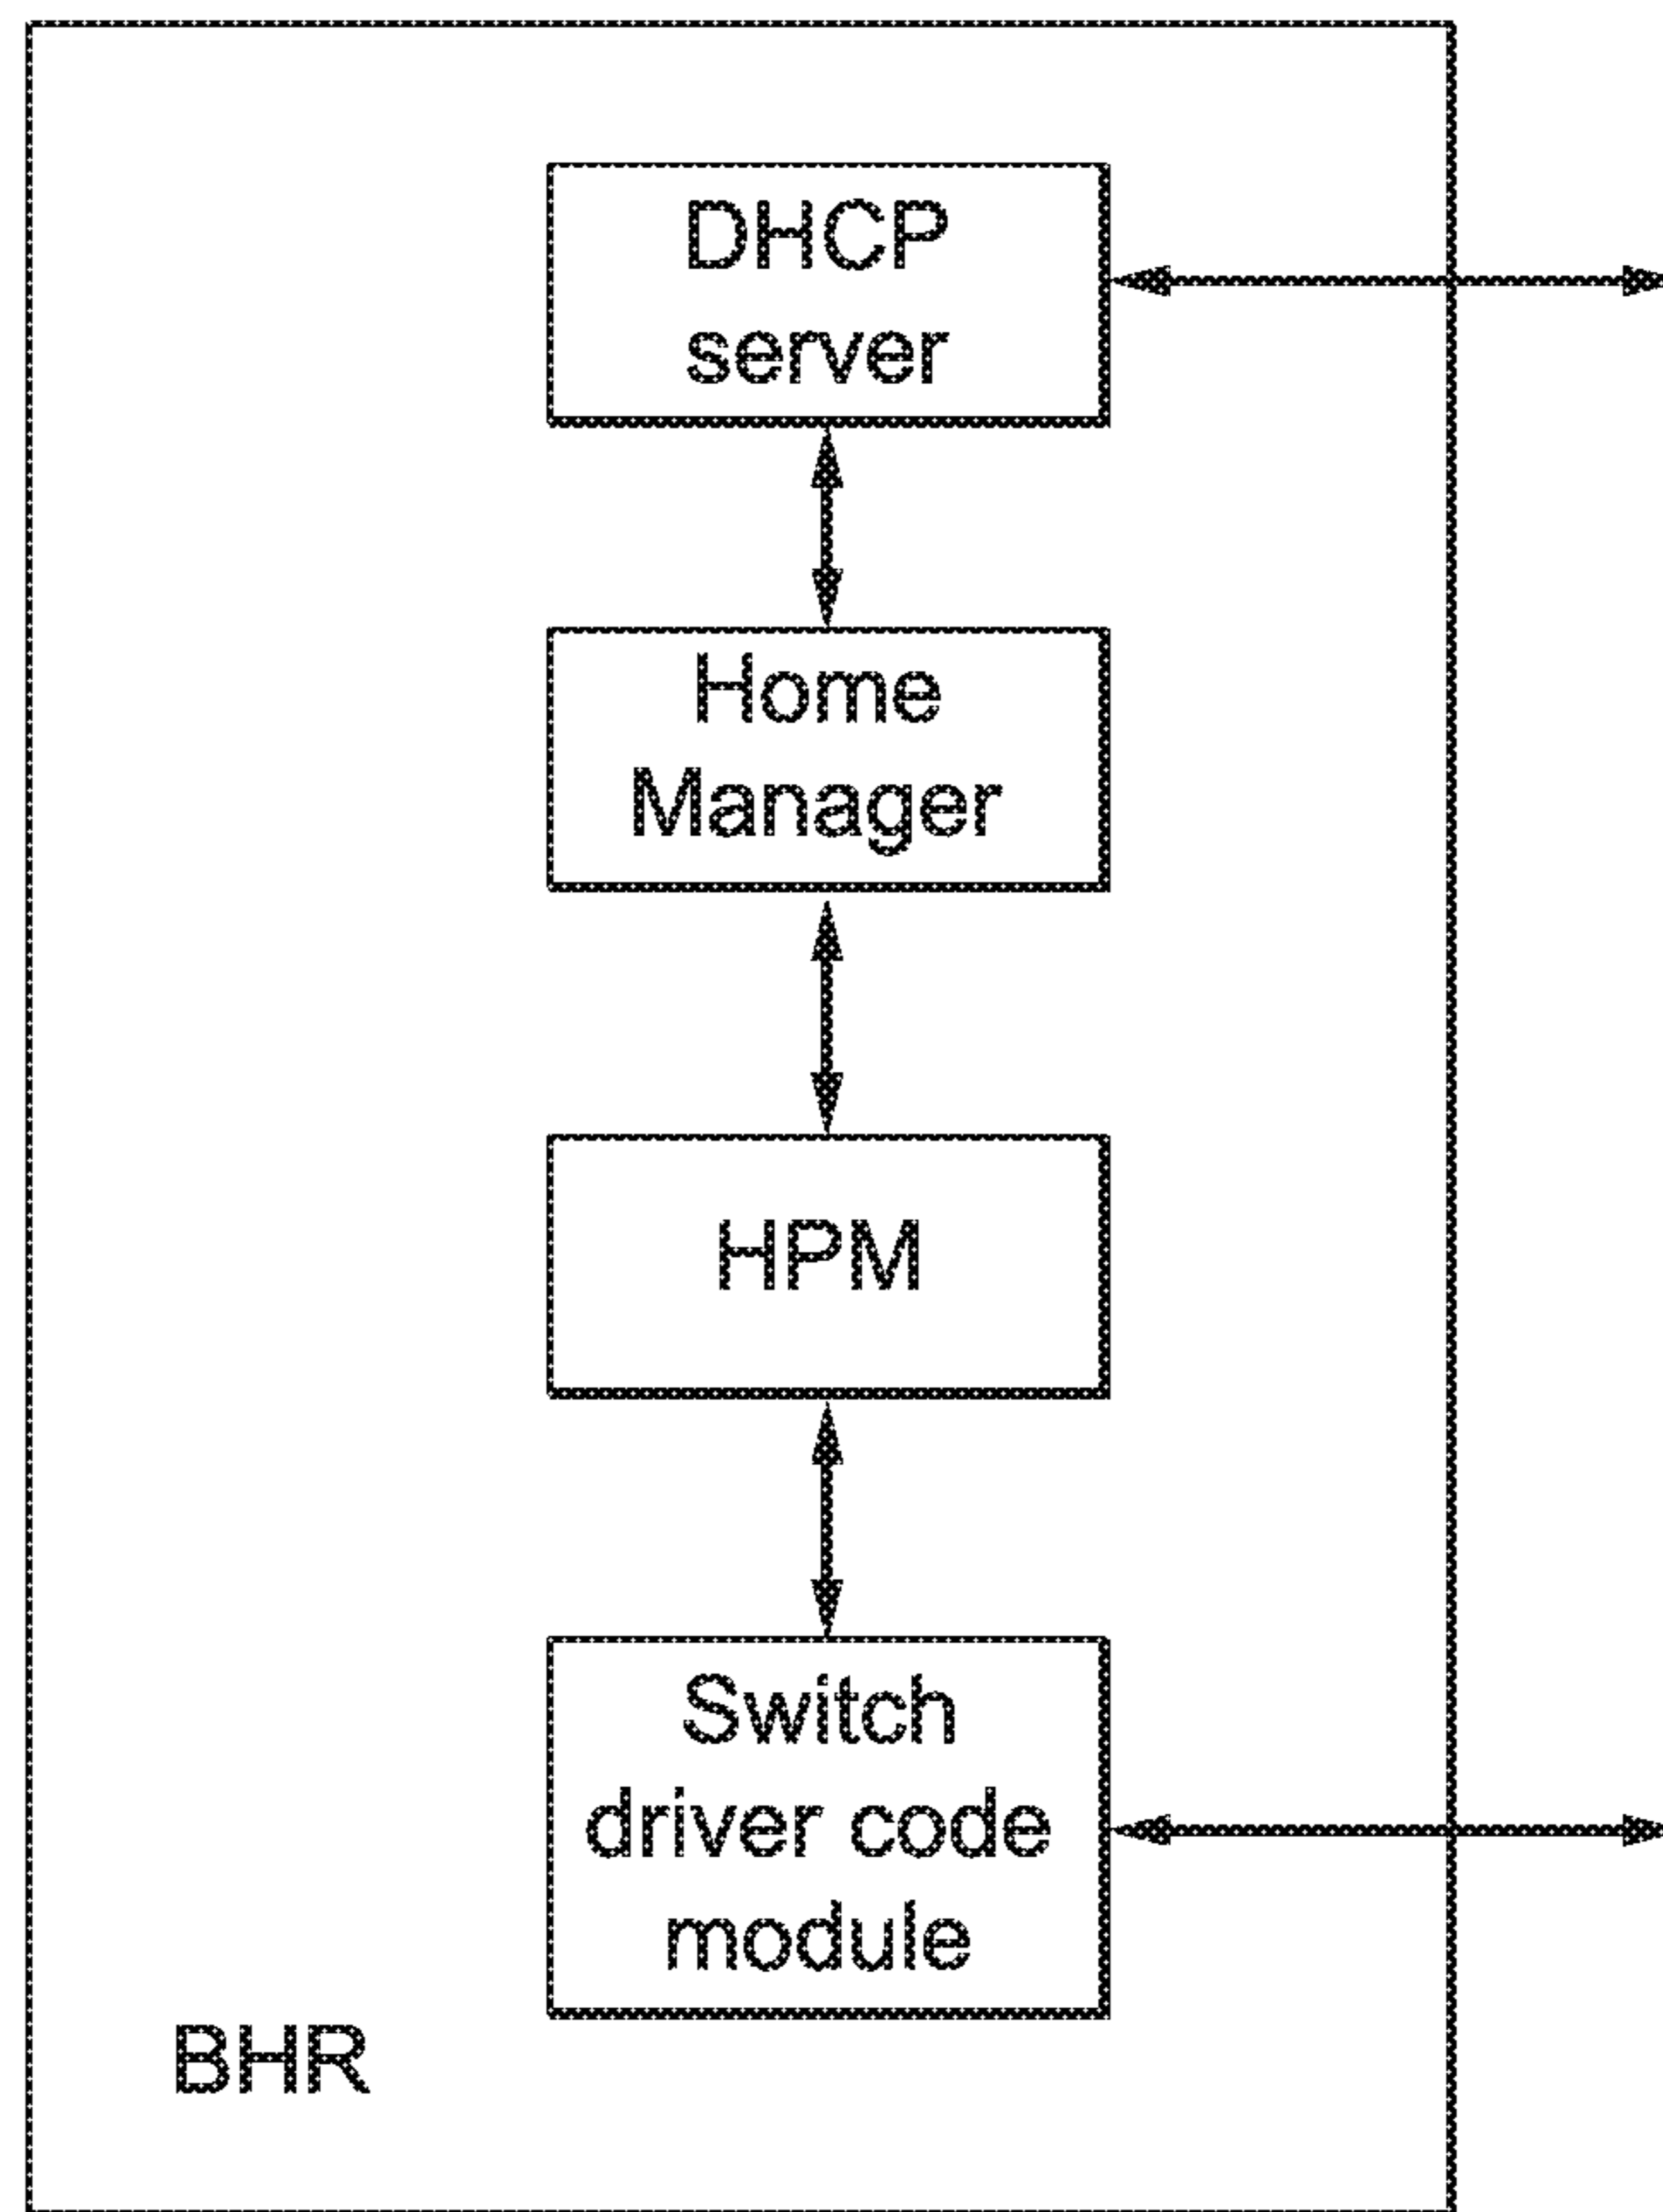 DHCP
server
Home
Manager
HPM
Switch
driver code
module
BHR